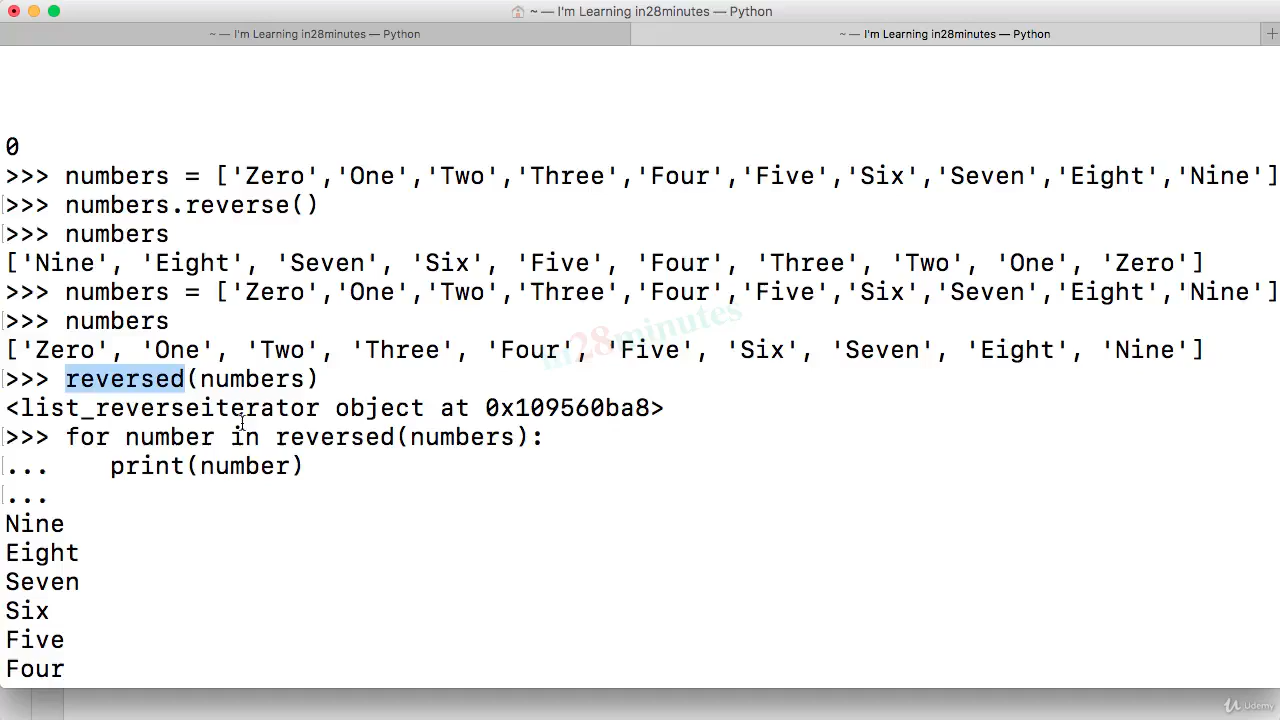 ~ — I'm Learning in28minutes — Python
~ — I'm Learning in28minutes — Python
~ — I'm Learning in28minutes — Python
0
>>> numbers = ['Zero','One','Two','Three','Four','Five','Six','Seven','Eight','Nine']
>>> numbers.reverse()
>>> numbers
['Nine', 'Eight', 'Seven', 'Six', 'Five', 'Four', 'Three', 'Two', 'One', 'Zero']
>>> numbers = ['Zero','One','Two','Three','Four','Five','Six','Seven','Eight','Nine']
>>> numbers
['Zero', 'One', 'Two', 'Three', 'Four', 'Five', 'Six', 'Seven', 'Eight', 'Nine']
in28minutes
>>> reversed(numbers)
<list_reverseiterator object at 0x109560ba8>
>>> for number in reversed(numbers):
...    print(number)
...
Nine
Eight
Seven
Six
Five
Four
Udemy